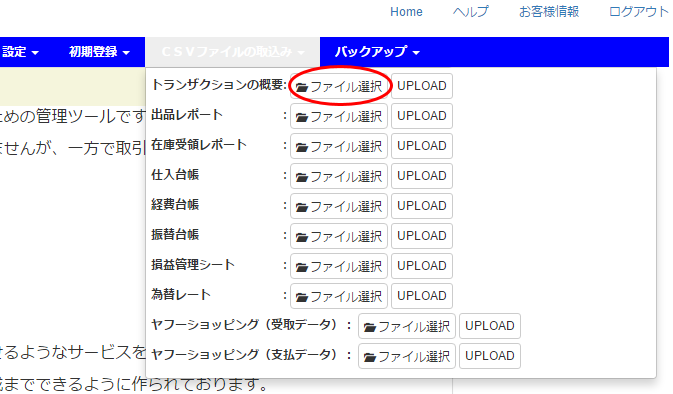 Home ヘルプ お客様情報 ログアウト
設定 初期登録 ＣＳＶファイルの取込み バックアップ
トランザクションの概要: ファイル選択 UPLOAD
出品レポート : ファイル選択 UPLOAD
ための管理ツールです
在庫受領レポート : ファイル選択 UPLOAD
ませんが、一方で取引
仕入台帳 : ファイル選択 UPLOAD
経費台帳 : ファイル選択 UPLOAD
振替台帳 : ファイル選択 UPLOAD
損益管理シート : ファイル選択 UPLOAD
為替レート : ファイル選択 UPLOAD
ヤフーショッピング（受取データ）： ファイル選択 UPLOAD
せるようなサービスを
ヤフーショッピング（支払データ）： ファイル選択 UPLOAD
までできるように作られております。